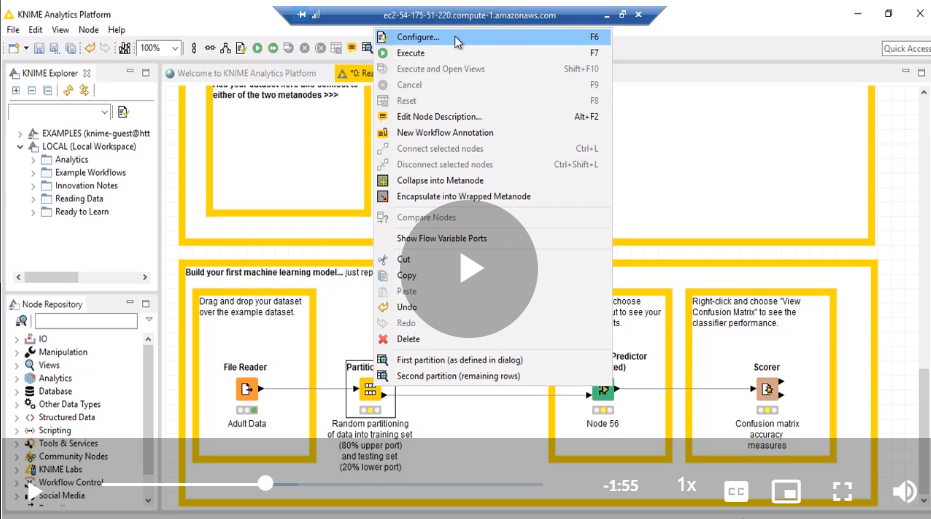 KNIME Analytics Platform
ec2-54-175-51-220.compute-1.amazonaws.com
File Edit View Node Help
100%
Quick Access
KNIME Explorer
Welcome to KNIME Analytics Platform
EXAMPLES (knime-guest@htt
LOCAL (Local Workspace)
Analytics
Example Workflows
Innovation Notes
Reading Data
Ready to Learn
either of the two metanodes >>>
Configure... F6
Execute F7
Execute and Open Views Shift+F10
Cancel F9
Reset F8
Edit Node Description... Alt+F2
New Workflow Annotation
Connect selected nodes Ctrl+L
Disconnect selected nodes Ctrl+Shift+L
Collapse into Metanode
Encapsulate into Wrapped Metanode
Compare Nodes
Show Flow Variable Ports
Cut
Copy
Paste
Undo
Redo
Delete
First partition (as defined in dialog)
Second partition (remaining rows)
Node Repository
IO
Manipulation
Views
Analytics
Database
Other Data Types
Structured Data
Scripting
Tools & Services
Community Nodes
KNIME Labs
Workflow Control
Social Media
Build your first machine learning model... just rep
Drag and drop your dataset
over the example dataset.
File Reader
Adult Data
Partit
Random partitioning
of data into training set
(80% upper port)
and testing set
(20% lower port)
choose
ut to see your
ts.
Predictor
ed)
Node 56
Right-click and choose "View
Confusion Matrix" to see the
classifier performance.
Scorer
Confusion matrix
accuracy
measures
-1:55
1x
CC